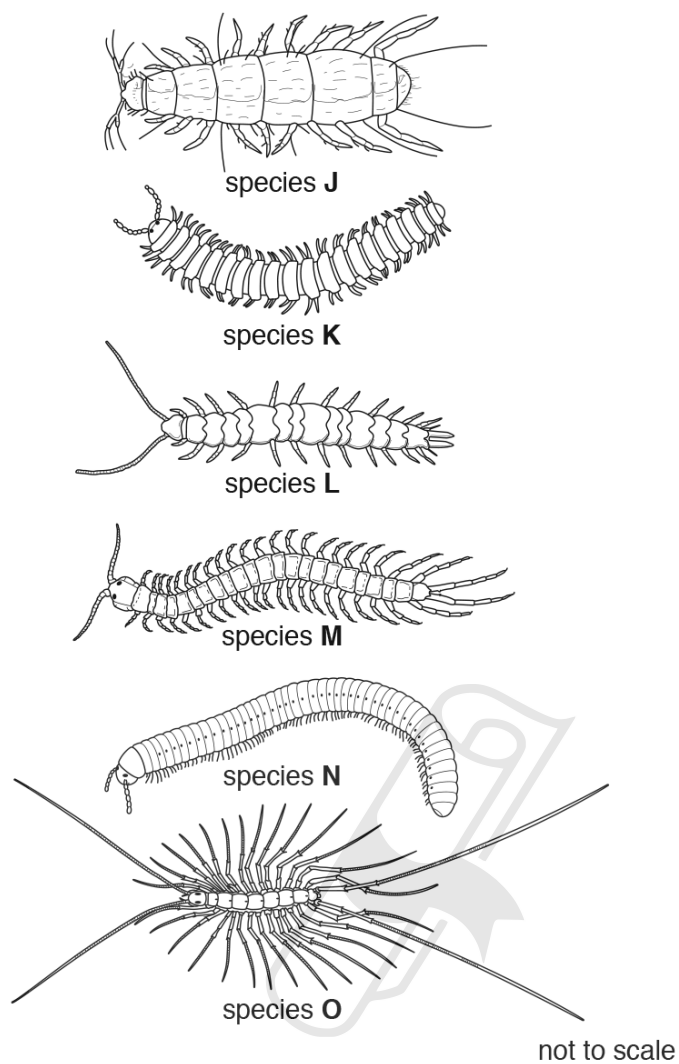 species J
species K
species L
species M
species N
species O
not to scale